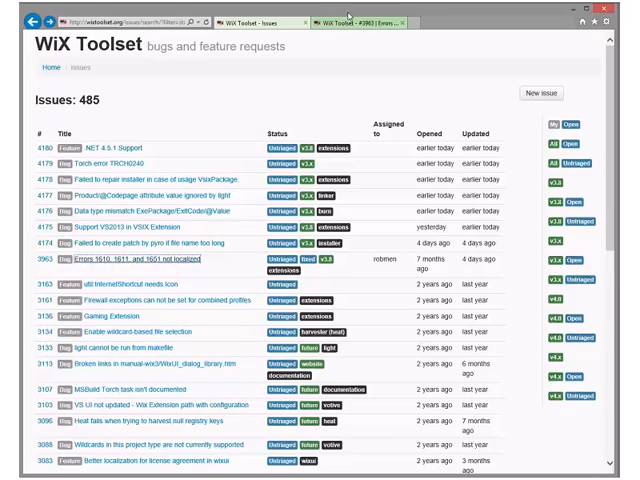 http://wixtoolset.org/issues/search/?filter=
WiX Toolset - Issues
WiX Toolset - #3963 | Errors ...
WiX Toolset bugs and feature requests
Home / Issues
Issues: 485
New issue
# Title Status Assigned to Opened Updated
4180 Feature .NET 4.5.1 Support Untriaged v3.8 extensions earlier today earlier today
4179 Bug Torch error TRCH0240 Untriaged v3.x earlier today earlier today
4178 Bug Failed to repair installer in case of usage VsixPackage: Untriaged v3.x extensions earlier today earlier today
4177 Bug Product/@Codepage attribute value ignored by light Untriaged v3.x linker earlier today earlier today
4176 Bug Data type mismatch ExePackage/ExitCode/@Value Untriaged v3.x burn earlier today earlier today
4175 Bug Support VS2013 in VSIX Extension Untriaged v3.8 extensions yesterday earlier today
4174 Bug Failed to create patch by pyro if file name too long Untriaged v3.x installer 4 days ago 4 days ago
3963 Bug Errors 1610, 1611, and 1651 not localized Untriaged fixed v3.8 extensions robmen 7 months ago 4 days ago
3163 Feature util InternetShortcut needs Icon Untriaged 2 years ago last year
3161 Bug Firewall exceptions can not be set for combined profiles Untriaged extensions 2 years ago last year
3136 Feature Gaming Extension Untriaged extensions 2 years ago last year
3134 Feature Enable wildcard-based file selection Untriaged harvester (heat) 2 years ago last year
3133 Bug light cannot be run from makefile Untriaged future light 2 years ago last year
3113 Bug Broken links in manual-wix3/WixUI_dialog_library.htm Untriaged website documentation 2 years ago 6 months ago
3107 Bug MSBuild Torch task isn't documented Untriaged future documentation 2 years ago last year
3103 Bug VS UI not updated - Wix Extension path with configuration Untriaged future votive 2 years ago last year
3096 Bug Heat fails when trying to harvest null registry keys Untriaged future heat 2 years ago 7 months ago
3088 Bug Wildcards in this project type are not currently supported Untriaged future votive 2 years ago last year
3083 Feature Better localization for license agreement in wixui Untriaged wixui 2 years ago 3 months ago
My Open
All Open
All Untriaged
v3.8
v3.8 Open
v3.8 Untriaged
v3.x
v3.x Open
v3.x Untriaged
v4.0
v4.0 Open
v4.0 Untriaged
v4.x
v4.x Open
v4.x Untriaged